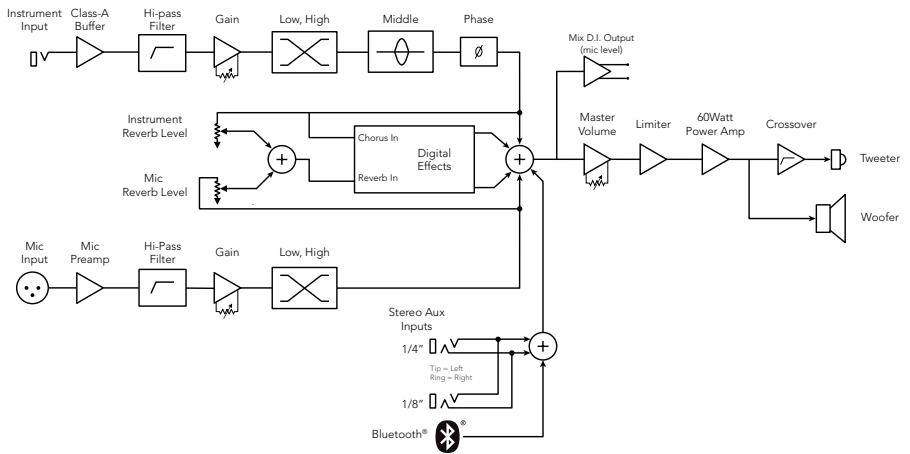 Instrument
Input
Class-A
Buffer
Hi-pass
Filter
Gain
Low, High
Middle
Phase
ϕ
Mix D.I. Output
(mic level)
Instrument
Reverb Level
Mic
Reverb Level
+
Chorus In
Reverb In
Digital
Effects
+
Master
Volume
Limiter
60Watt
Power Amp
Crossover
Tweeter
Woofer
Mic
Input
Mic
Preamp
Hi-Pass
Filter
Gain
Low, High
Stereo Aux
Inputs
1/4”
+
Tip = Left
Ring = Right
1/8”
Bluetooth®
®